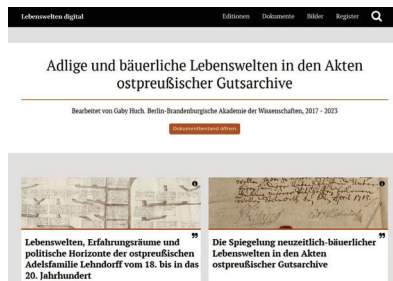 Lebenswelten digital
Editionen Dokumente Bilder Register
Adlige und bäuerliche Lebenswelten in den Akten
ostpreußischer Gutsarchive
Bearbeitet von Gaby Huch. Berlin-Brandenburgische Akademie der Wissenschaften, 2017 - 2023
Dokumentbestand öffnen
Lebenswelten, Erfahrungsräume und
politische Horizonte der ostpreußischen
Adelsfamilie Lehndorff vom 18. bis in das
20. Jahrhundert
Die Spiegelung neuzeitlich-bäuerlicher
Lebenswelten in den Akten
ostpreußischer Gutsarchive